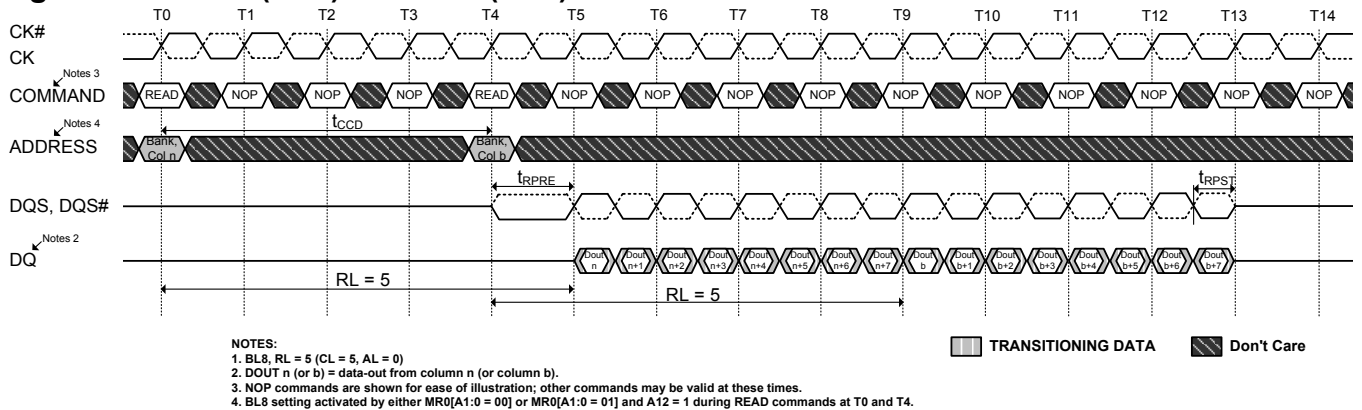 T0 T1 T2 T3 T4 T5 T6 T7 T8 T9 T10 T11 T12 T13 T14
CK#
CK
Notes 3
COMMAND READ NOP NOP NOP READ NOP NOP NOP NOP NOP NOP NOP NOP NOP NOP
tCCD
Notes 4
ADDRESS Bank, Col n Bank, Col b
tRPRE tRPST
DQS, DQS#
Notes 2
DQ Dout n Dout n+1 Dout n+2 Dout n+3 Dout n+4 Dout n+5 Dout n+6 Dout n+7 Dout b Dout b+1 Dout b+2 Dout b+3 Dout b+4 Dout b+5 Dout b+6 Dout b+7
RL = 5 RL = 5
NOTES:
1. BL8, RL = 5 (CL = 5, AL = 0)
2. DOUT n (or b) = data-out from column n (or column b).
3. NOP commands are shown for ease of illustration; other commands may be valid at these times.
4. BL8 setting activated by either MR0[A1:0 = 00] or MR0[A1:0 = 01] and A12 = 1 during READ commands at T0 and T4.
TRANSITIONING DATA Don't Care